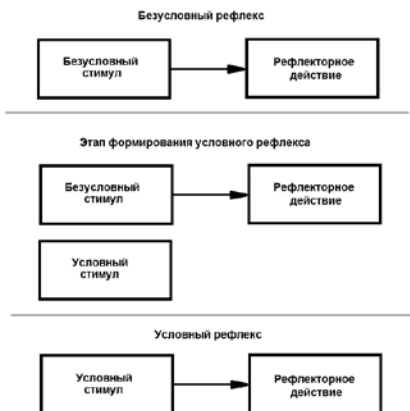 Безусловный рефлекс
Безусловный
стимул
Рефлекторное
действие
Этап формирования условного рефлекса
Безусловный
стимул
Рефлекторное
действие
Условный
стимул
Условный рефлекс
Условный
стимул
Рефлекторное
действие